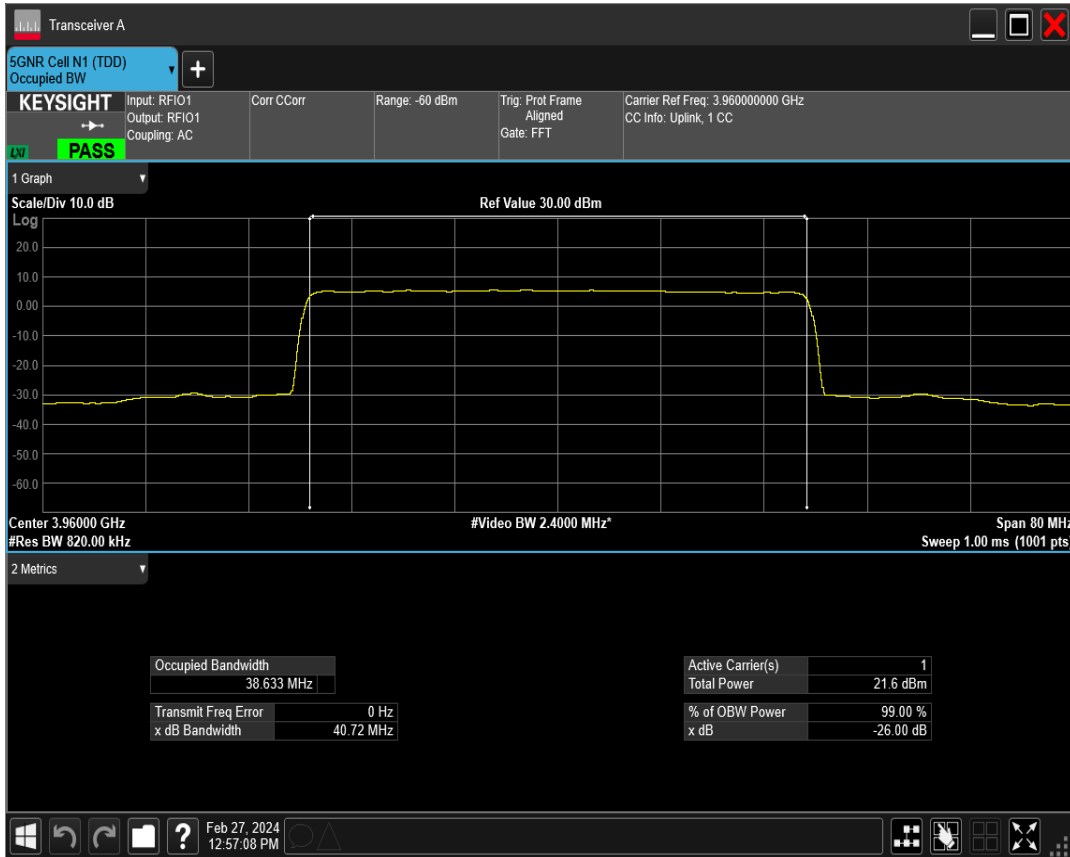 Transceiver A
5GNR Cell N1 (TDD)
Occupied BW
+
KEYSIGHT
LXI
PASS
Input: RFIO1
Output: RFIO1
Coupling: AC
Corr CCorr
Range: -60 dBm
Trig: Prot Frame
Aligned
Gate: FFT
Carrier Ref Freq: 3.960000000 GHz
CC Info: Uplink, 1 CC
1 Graph
Scale/Div 10.0 dB
Ref Value 30.00 dBm
Log
20.0
10.0
0.00
-10.0
-20.0
-30.0
-40.0
-50.0
-60.0
Center 3.96000 GHz
#Video BW 2.4000 MHz*
Span 80 MHz
#Res BW 820.00 kHz
Sweep 1.00 ms (1001 pts)
2 Metrics
Occupied Bandwidth
38.633 MHz
Transmit Freq Error 0 Hz
x dB Bandwidth 40.72 MHz
Active Carrier(s) 1
Total Power 21.6 dBm
% of OBW Power 99.00 %
x dB -26.00 dB
?
Feb 27, 2024
12:57:08 PM